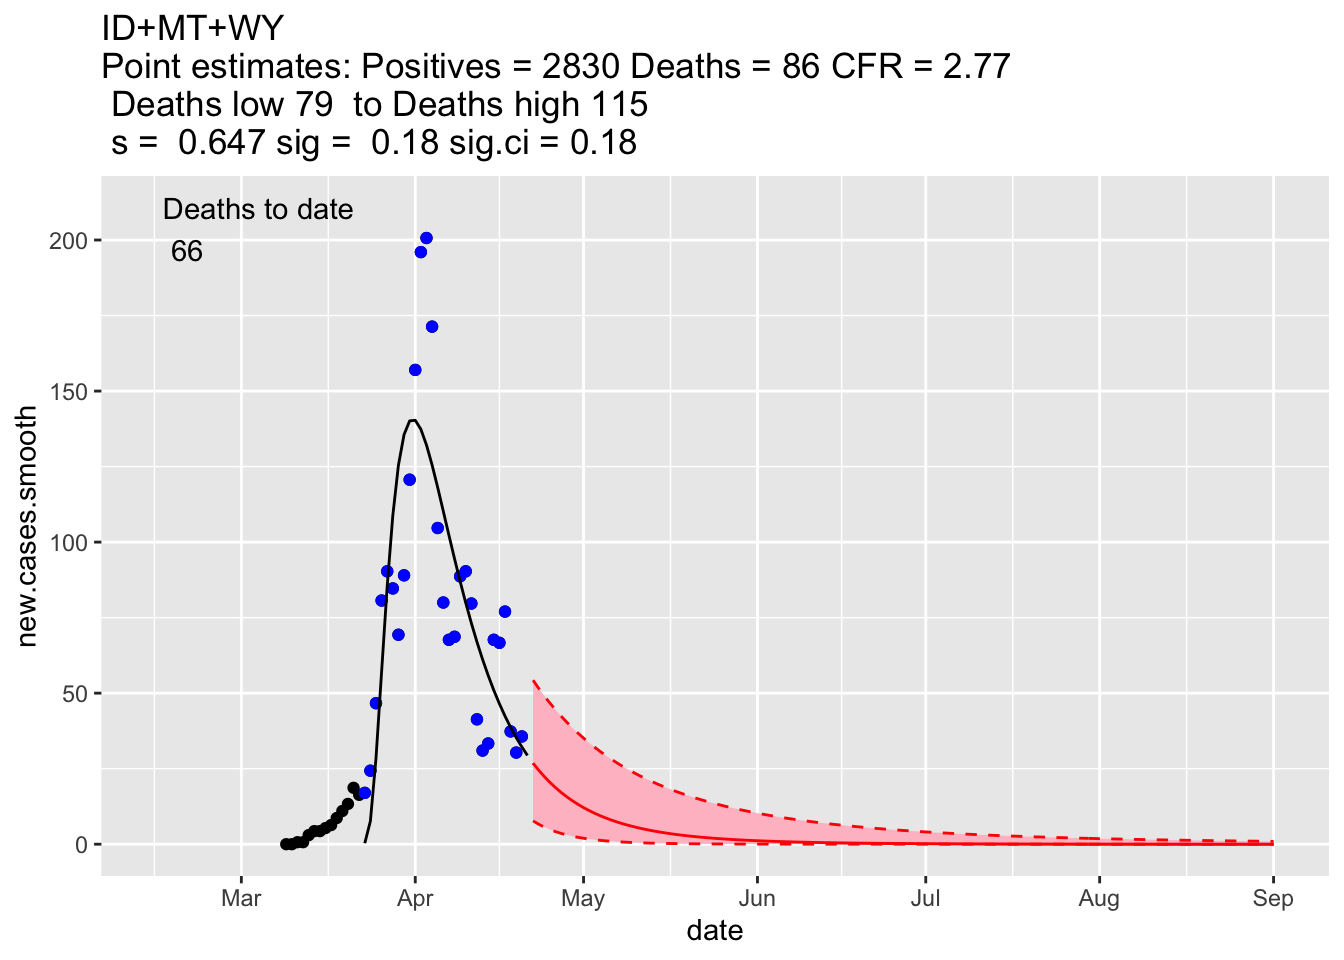 ID+MT+WY
Point estimates: Positives = 2830 Deaths = 86 CFR = 2.77
Deaths low 79  to Deaths high 115
s =  0.647 sig =  0.18 sig.ci = 0.18
Deaths to date
66
200
150
100
50
0
new.cases.smooth
Mar Apr May Jun Jul Aug Sep
date